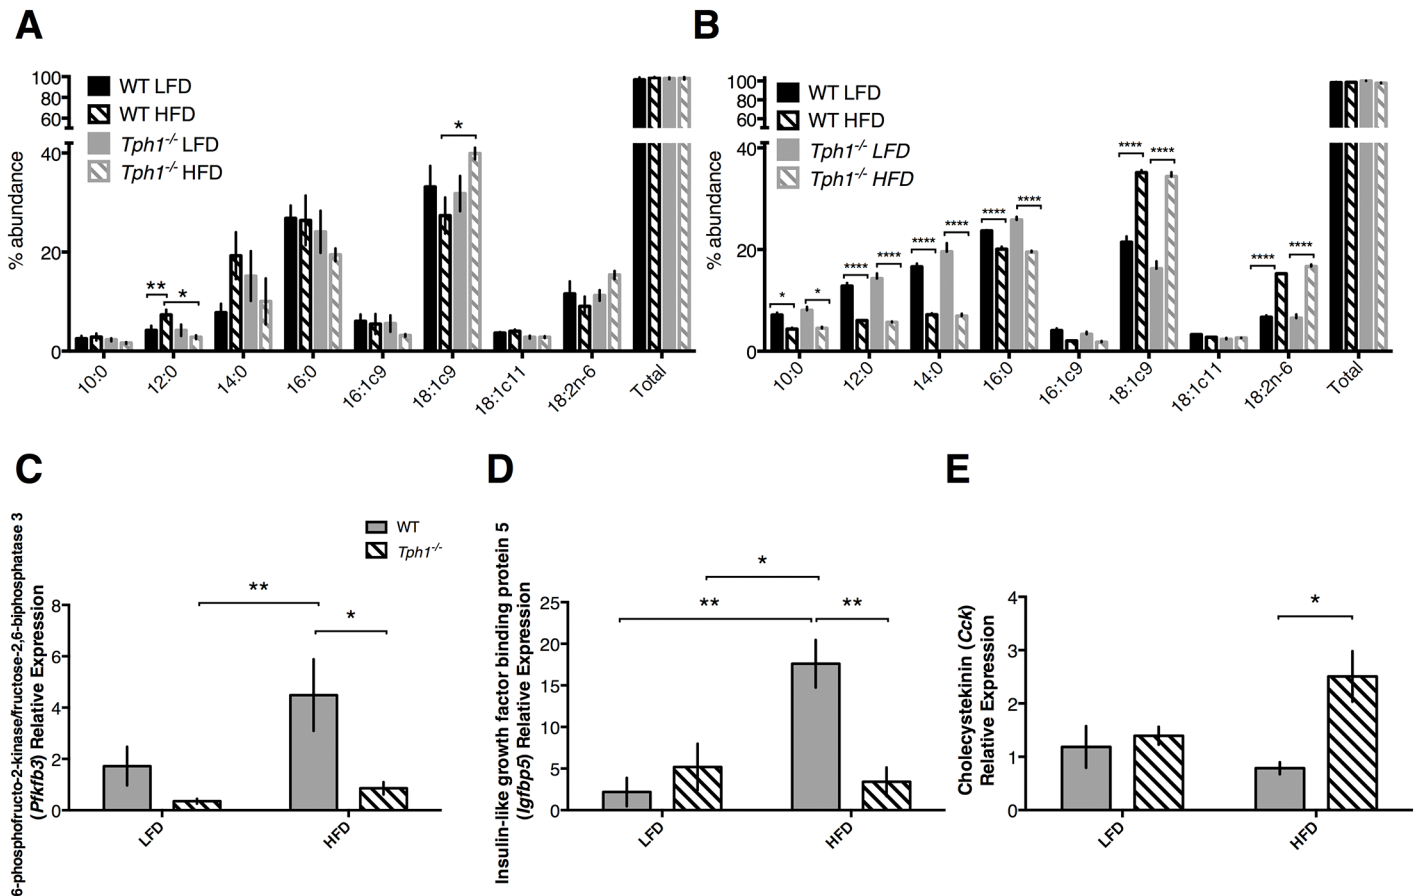 A
100
80
60
40
20
0
% abundance
WT LFD
WT HFD
Tph1-/- LFD
Tph1-/- HFD
**
*
*
10:0
12:0
14:0
16:0
16:1c9
18:1c9
18:1c11
18:2n-6
Total
B
100
80
60
40
20
0
% abundance
WT LFD
WT HFD
Tph1-/- LFD
Tph1-/- HFD
*
*
****
****
****
****
****
****
****
****
****
****
10:0
12:0
14:0
16:0
16:1c9
18:1c9
18:1c11
18:2n-6
Total
C
6-phosphofructo-2-kinase/fructose-2,6-biphosphatase 3
(Pfkfb3) Relative Expression
8
6
4
2
0
WT
Tph1-/-
**
*
LFD
HFD
D
Insulin-like growth factor binding protein 5
(Igfbp5) Relative Expression
25
20
15
10
5
0
*
**
**
LFD
HFD
E
Cholecystekinin (Cck)
Relative Expression
4
3
2
1
0
*
LFD
HFD